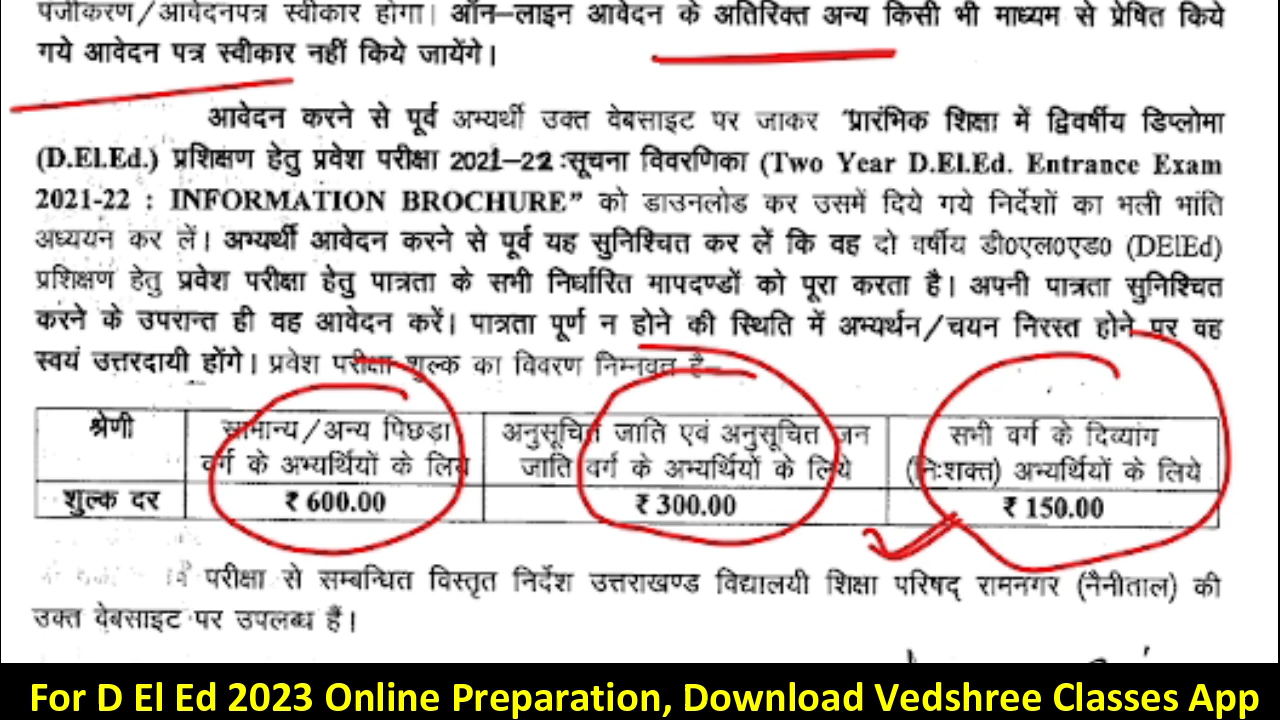 पंजीकरण/आवेदनपत्र स्वीकार होगा। ऑन–लाइन आवेदन के अतिरिक्त अन्य किसी भी माध्यम से प्रेषित किये
गये आवेदन पत्र स्वीकार नहीं किये जायेंगे।
आवेदन करने से पूर्व अभ्यर्थी उक्त वेबसाइट पर जाकर "प्रारंभिक शिक्षा में द्विवर्षीय डिप्लोमा
(D.El.Ed.) प्रशिक्षण हेतु प्रवेश परीक्षा 2021–22 :सूचना विवरणिका (Two Year D.El.Ed. Entrance Exam
2021-22 : INFORMATION BROCHURE” को डाउनलोड कर उसमें दिये गये निर्देशों का भली भांति
अध्ययन कर लें। अभ्यर्थी आवेदन करने से पूर्व यह सुनिश्चित कर लें कि वह दो वर्षीय डी०एल०एड० (DElEd)
प्रशिक्षण हेतु प्रवेश परीक्षा हेतु पात्रता के सभी निर्धारित मापदण्डों को पूरा करता है। अपनी पात्रता सुनिश्चित
करने के उपरान्त ही वह आवेदन करें। पात्रता पूर्ण न होने की स्थिति में अभ्यर्थन/चयन निरस्त होने पर वह
स्वयं उत्तरदायी होंगे। प्रवेश परीक्षा शुल्क का विवरण निम्नवत है–
श्रेणी
सामान्य/अन्य पिछड़ा
वर्ग के अभ्यर्थियों के लिये
अनुसूचित जाति एवं अनुसूचित जन
जाति वर्ग के अभ्यर्थियों के लिये
सभी वर्ग के दिव्यांग
(निःशक्त) अभ्यर्थियों के लिये
शुल्क दर
₹ 600.00
₹ 300.00
₹ 150.00
परीक्षा से सम्बन्धित विस्तृत निर्देश उत्तराखण्ड विद्यालयी शिक्षा परिषद् रामनगर (नैनीताल) की
उक्त वेबसाइट पर उपलब्ध हैं।
For D El Ed 2023 Online Preparation, Download Vedshree Classes App